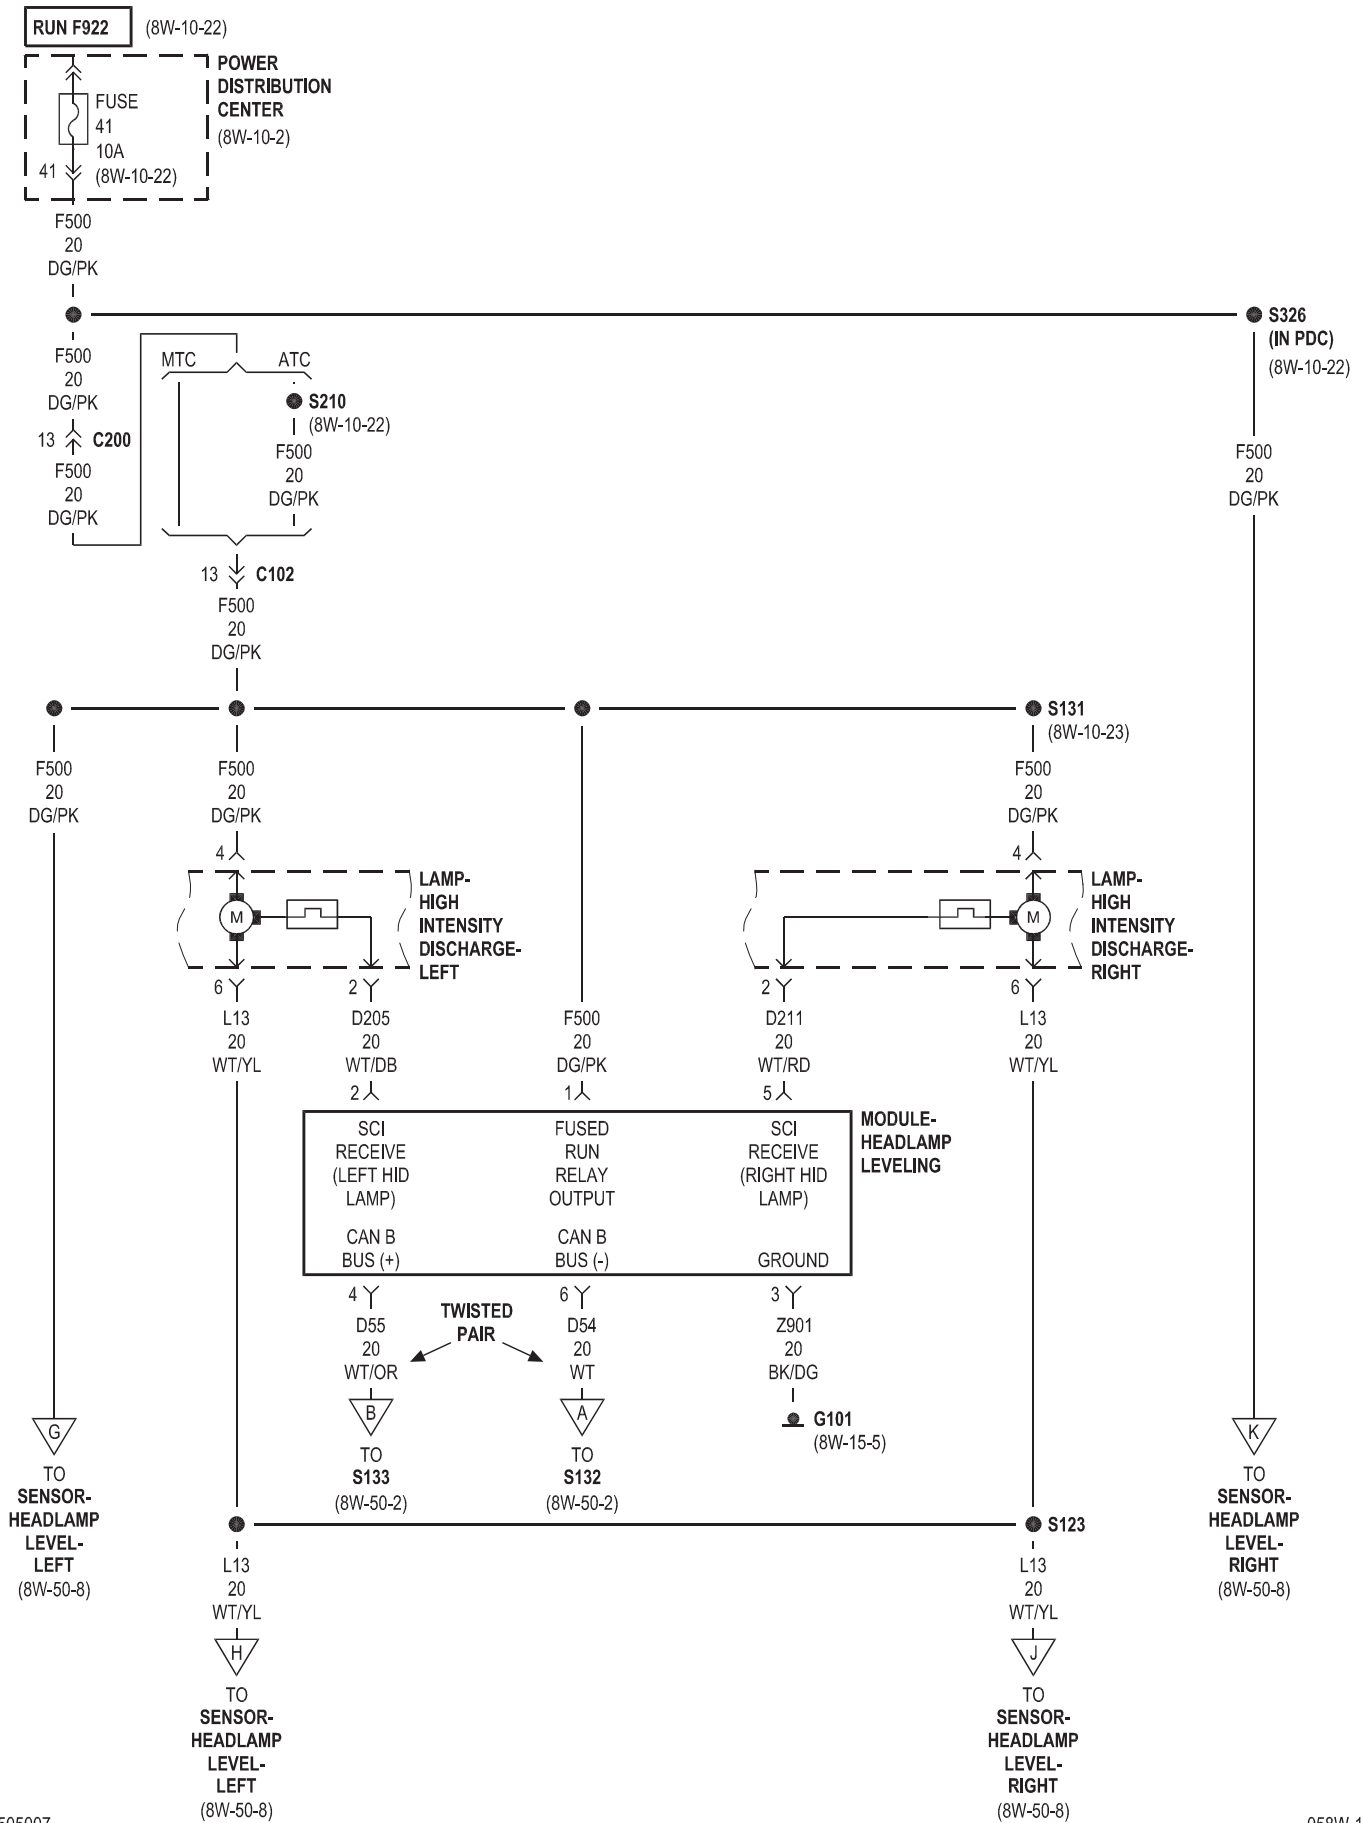 RUN F922
(8W-10-22)
POWER
DISTRIBUTION
CENTER
(8W-10-2)
FUSE
41
10A
(8W-10-22)
41
F500
20
DG/PK
S326
(IN PDC)
(8W-10-22)
F500
20
DG/PK
13
C200
F500
20
DG/PK
MTC
ATC
S210
(8W-10-22)
F500
20
DG/PK
F500
20
DG/PK
13
C102
F500
20
DG/PK
S131
(8W-10-23)
F500
20
DG/PK
F500
20
DG/PK
F500
20
DG/PK
4
4
M
LAMP-
HIGH
INTENSITY
DISCHARGE-
LEFT
M
LAMP-
HIGH
INTENSITY
DISCHARGE-
RIGHT
6
2
2
6
L13
20
WT/YL
D205
20
WT/DB
F500
20
DG/PK
D211
20
WT/RD
L13
20
WT/YL
2
1
5
MODULE-
HEADLAMP
LEVELING
SCI
RECEIVE
(LEFT HID
LAMP)
FUSED
RUN
RELAY
OUTPUT
SCI
RECEIVE
(RIGHT HID
LAMP)
CAN B
BUS (+)
CAN B
BUS (-)
GROUND
4
6
3
TWISTED
PAIR
D55
20
WT/OR
D54
20
WT
Z901
20
BK/DG
B
TO
S133
(8W-50-2)
A
TO
S132
(8W-50-2)
G101
(8W-15-5)
G
TO
SENSOR-
HEADLAMP
LEVEL-
LEFT
(8W-50-8)
K
TO
SENSOR-
HEADLAMP
LEVEL-
RIGHT
(8W-50-8)
S123
L13
20
WT/YL
L13
20
WT/YL
H
TO
SENSOR-
HEADLAMP
LEVEL-
LEFT
(8W-50-8)
J
TO
SENSOR-
HEADLAMP
LEVEL-
RIGHT
(8W-50-8)